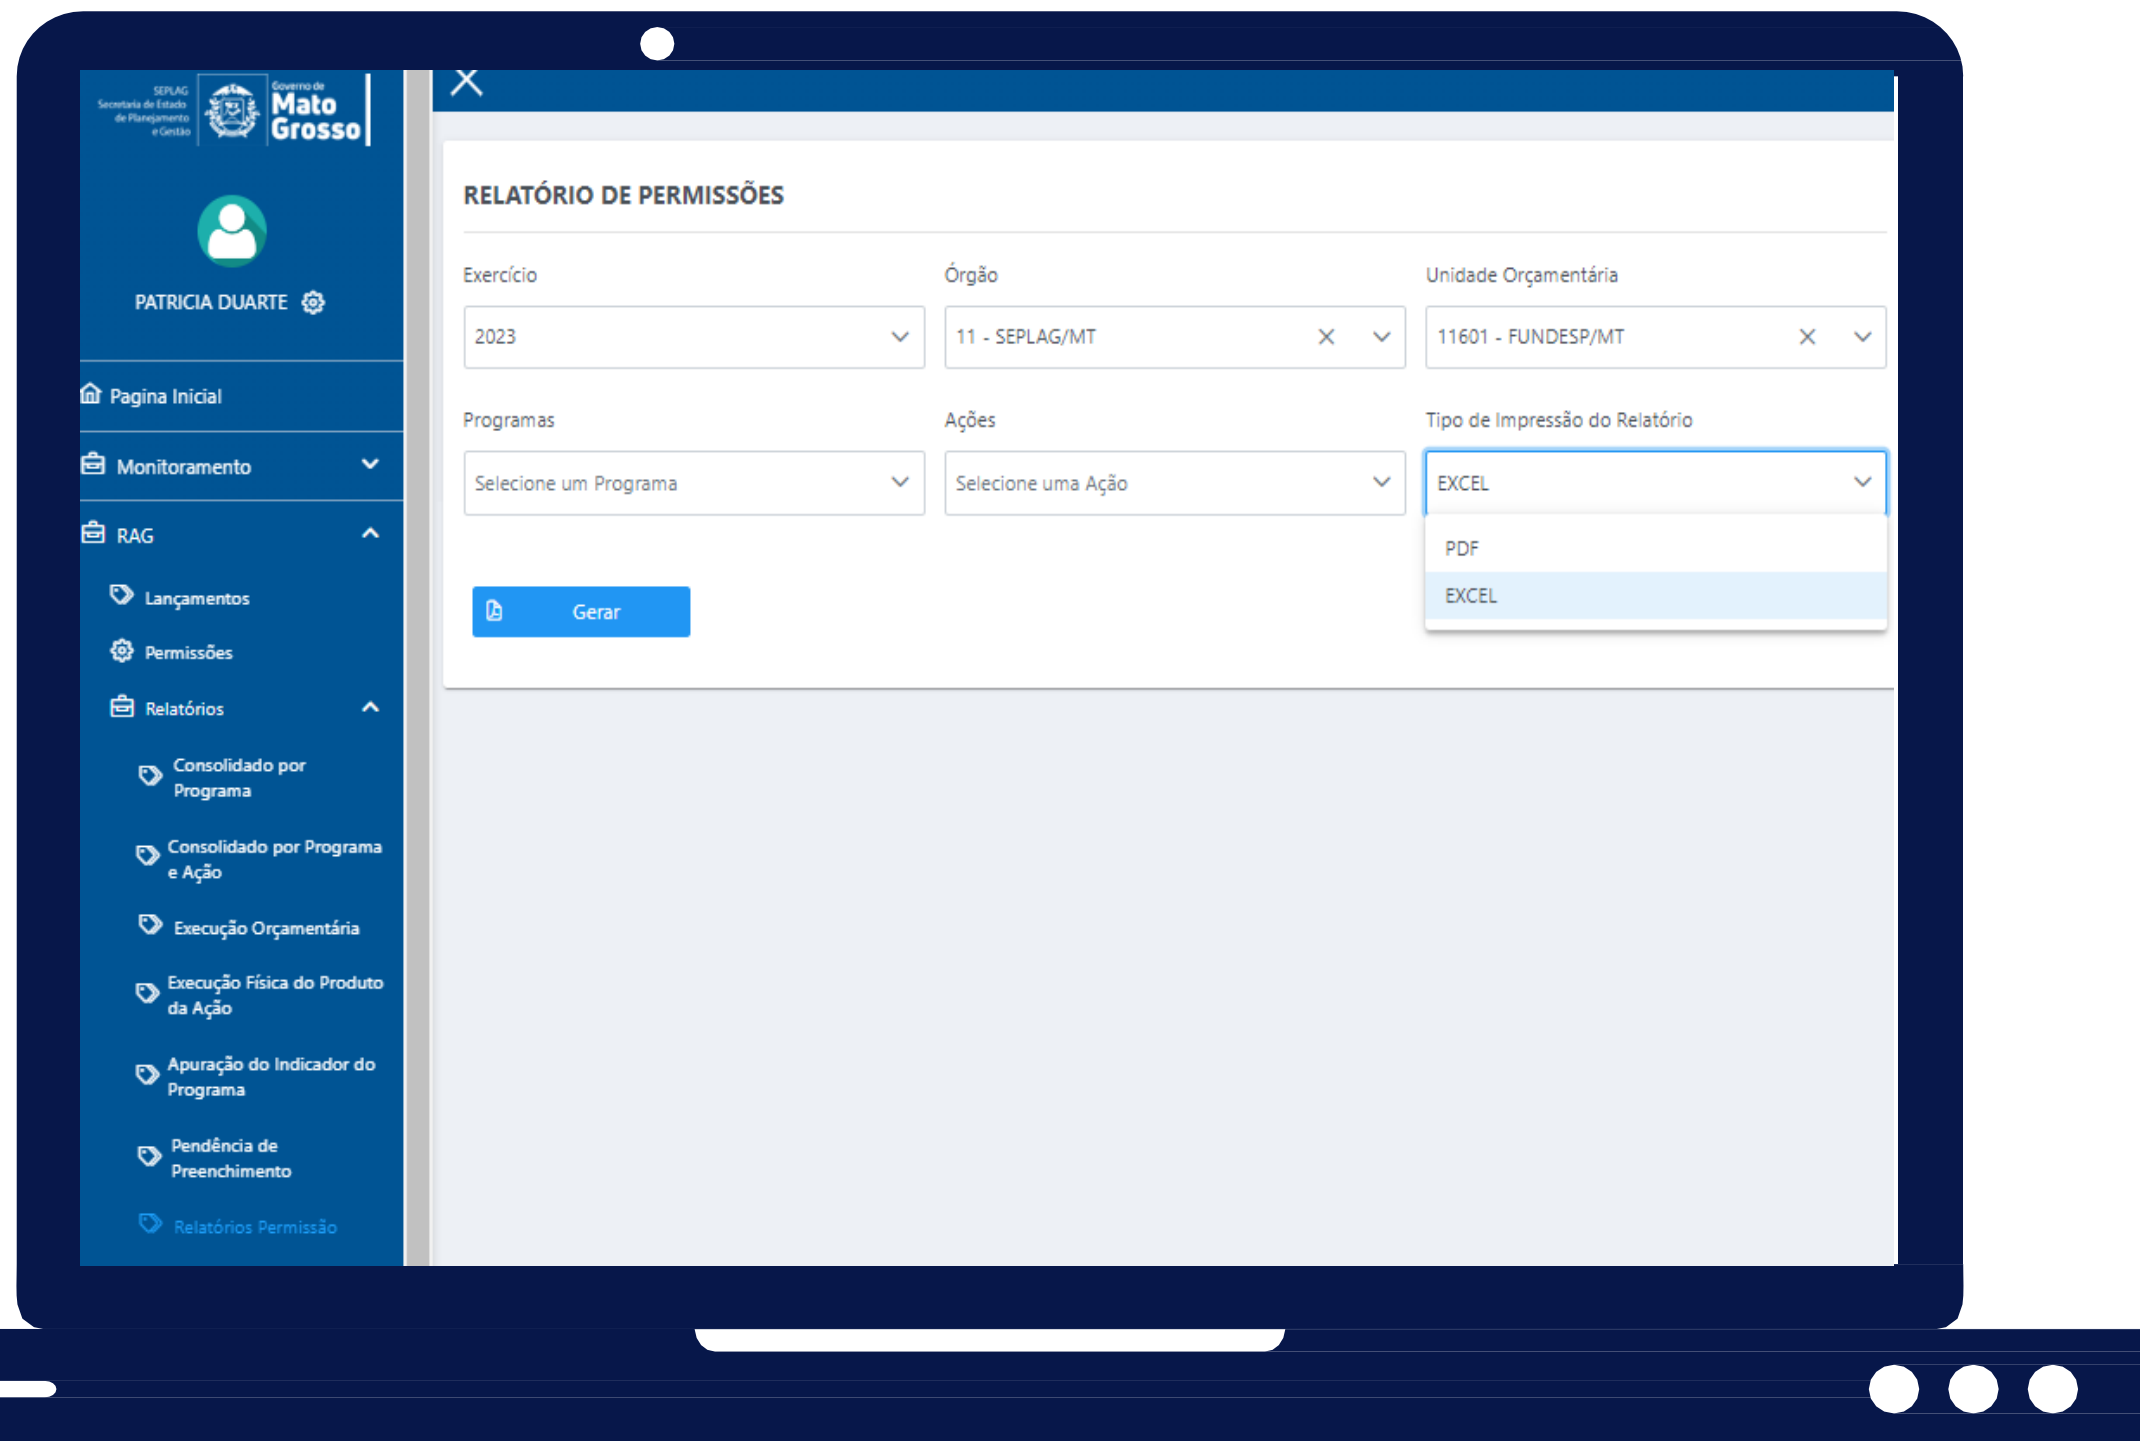 SEPLAG
Secretaria de Estado
de Planejamento
e Gestão
Governo de
Mato
Grosso
PATRICIA DUARTE
Pagina Inicial
Monitoramento
RAG
Lançamentos
Permissões
Relatórios
Consolidado por
Programa
Consolidado por Programa
e Ação
Execução Orçamentária
Execução Física do Produto
da Ação
Apuração do Indicador do
Programa
Pendência de
Preenchimento
Relatórios Permissão
RELATÓRIO DE PERMISSÕES
Exercício
2023
Órgão
11 - SEPLAG/MT
Unidade Orçamentária
11601 - FUNDESP/MT
Programas
Selecione um Programa
Ações
Selecione uma Ação
Tipo de Impressão do Relatório
EXCEL
PDF
EXCEL
Gerar